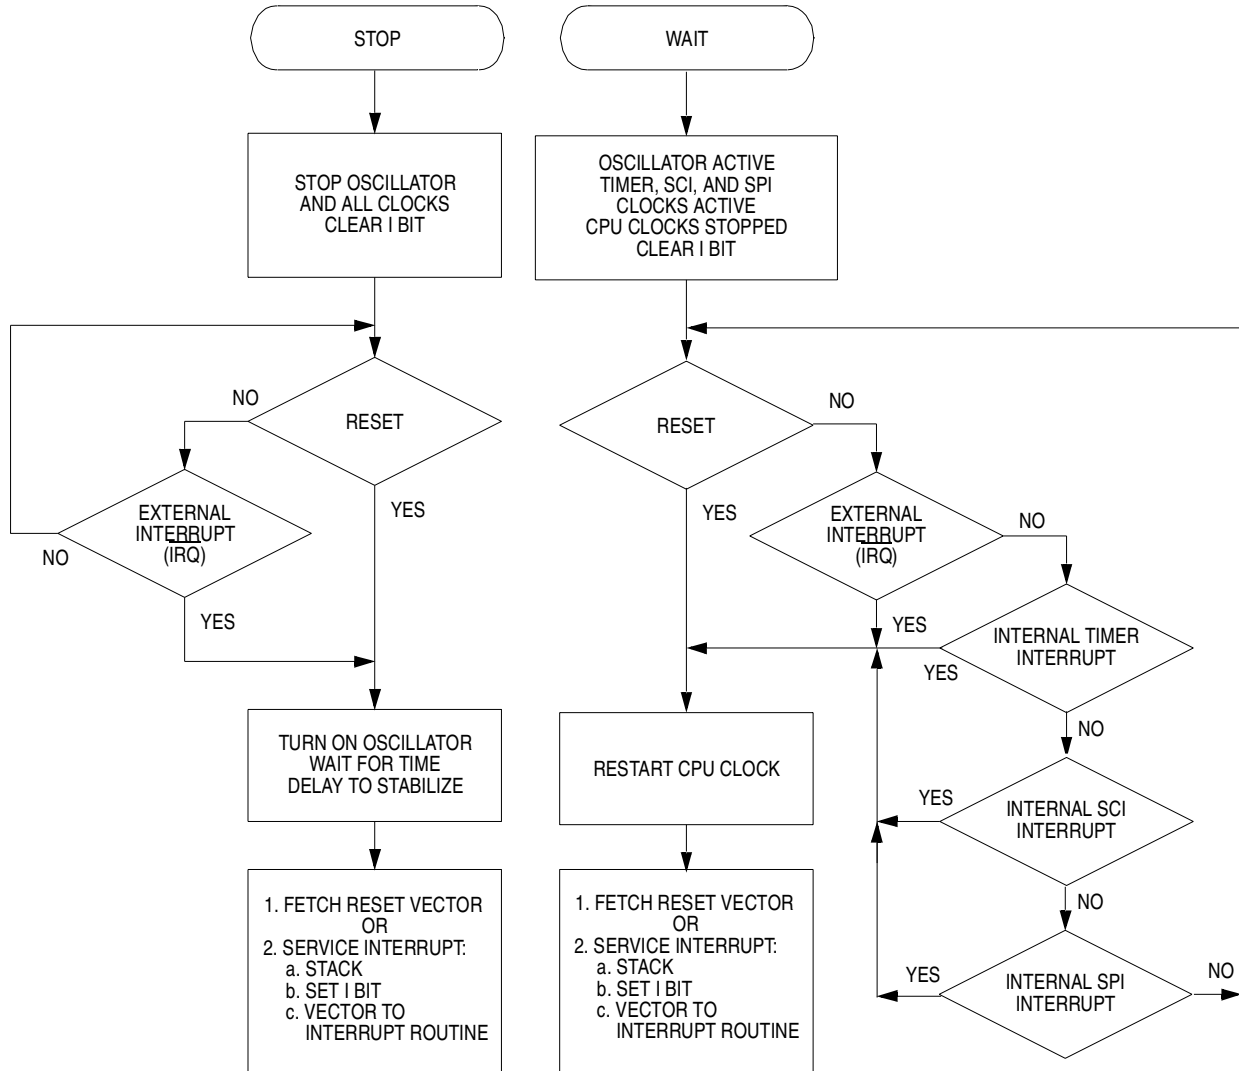 STOP
STOP OSCILLATOR
AND ALL CLOCKS
CLEAR I BIT
RESET
NO
YES
EXTERNAL
INTERRUPT
(IRQ)
NO
YES
TURN ON OSCILLATOR
WAIT FOR TIME
DELAY TO STABILIZE
1. FETCH RESET VECTOR
OR
2. SERVICE INTERRUPT:
a. STACK
b. SET I BIT
c. VECTOR TO
INTERRUPT ROUTINE
WAIT
OSCILLATOR ACTIVE
TIMER, SCI, AND SPI
CLOCKS ACTIVE
CPU CLOCKS STOPPED
CLEAR I BIT
RESET
NO
YES
EXTERNAL
INTERRUPT
(IRQ)
NO
YES
INTERNAL TIMER
INTERRUPT
YES
NO
INTERNAL SCI
INTERRUPT
YES
NO
INTERNAL SPI
INTERRUPT
YES
NO
RESTART CPU CLOCK
1. FETCH RESET VECTOR
OR
2. SERVICE INTERRUPT:
a. STACK
b. SET I BIT
c. VECTOR TO
INTERRUPT ROUTINE